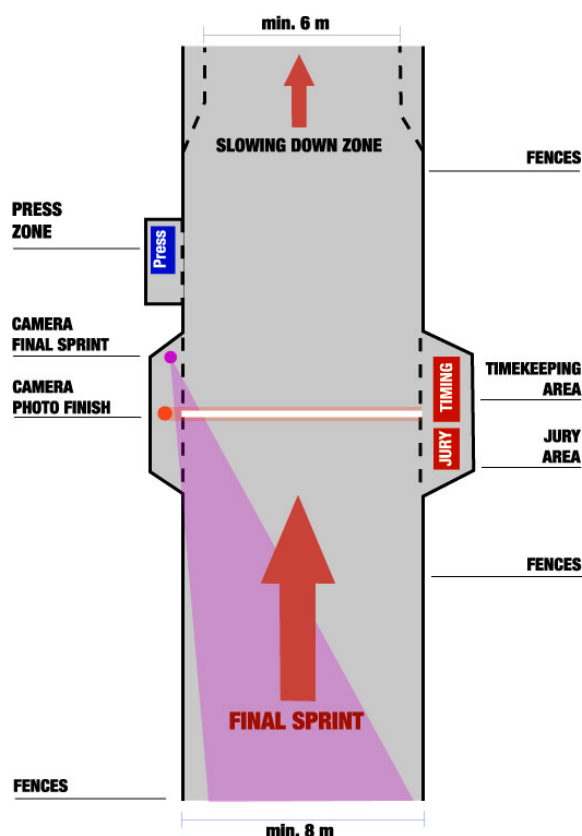 min. 6 m
SLOWING DOWN ZONE
FENCES
PRESS
ZONE
Press
CAMERA
FINAL SPRINT
CAMERA
PHOTO FINISH
TIMING
TIMEKEEPING
AREA
JURY
JURY
AREA
FENCES
FINAL SPRINT
FENCES
min. 8 m